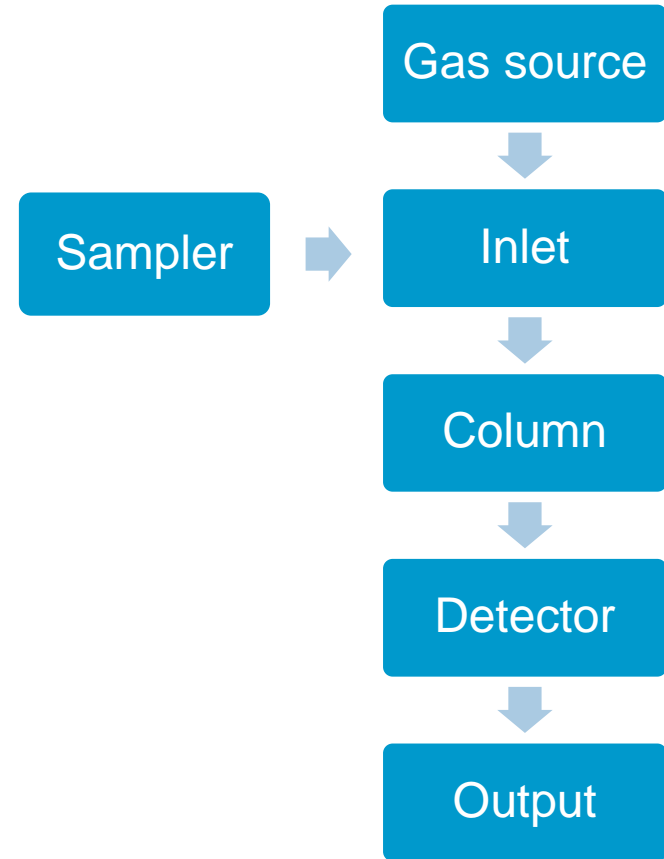 Gas source
Sampler
Inlet
Column
Detector
Output